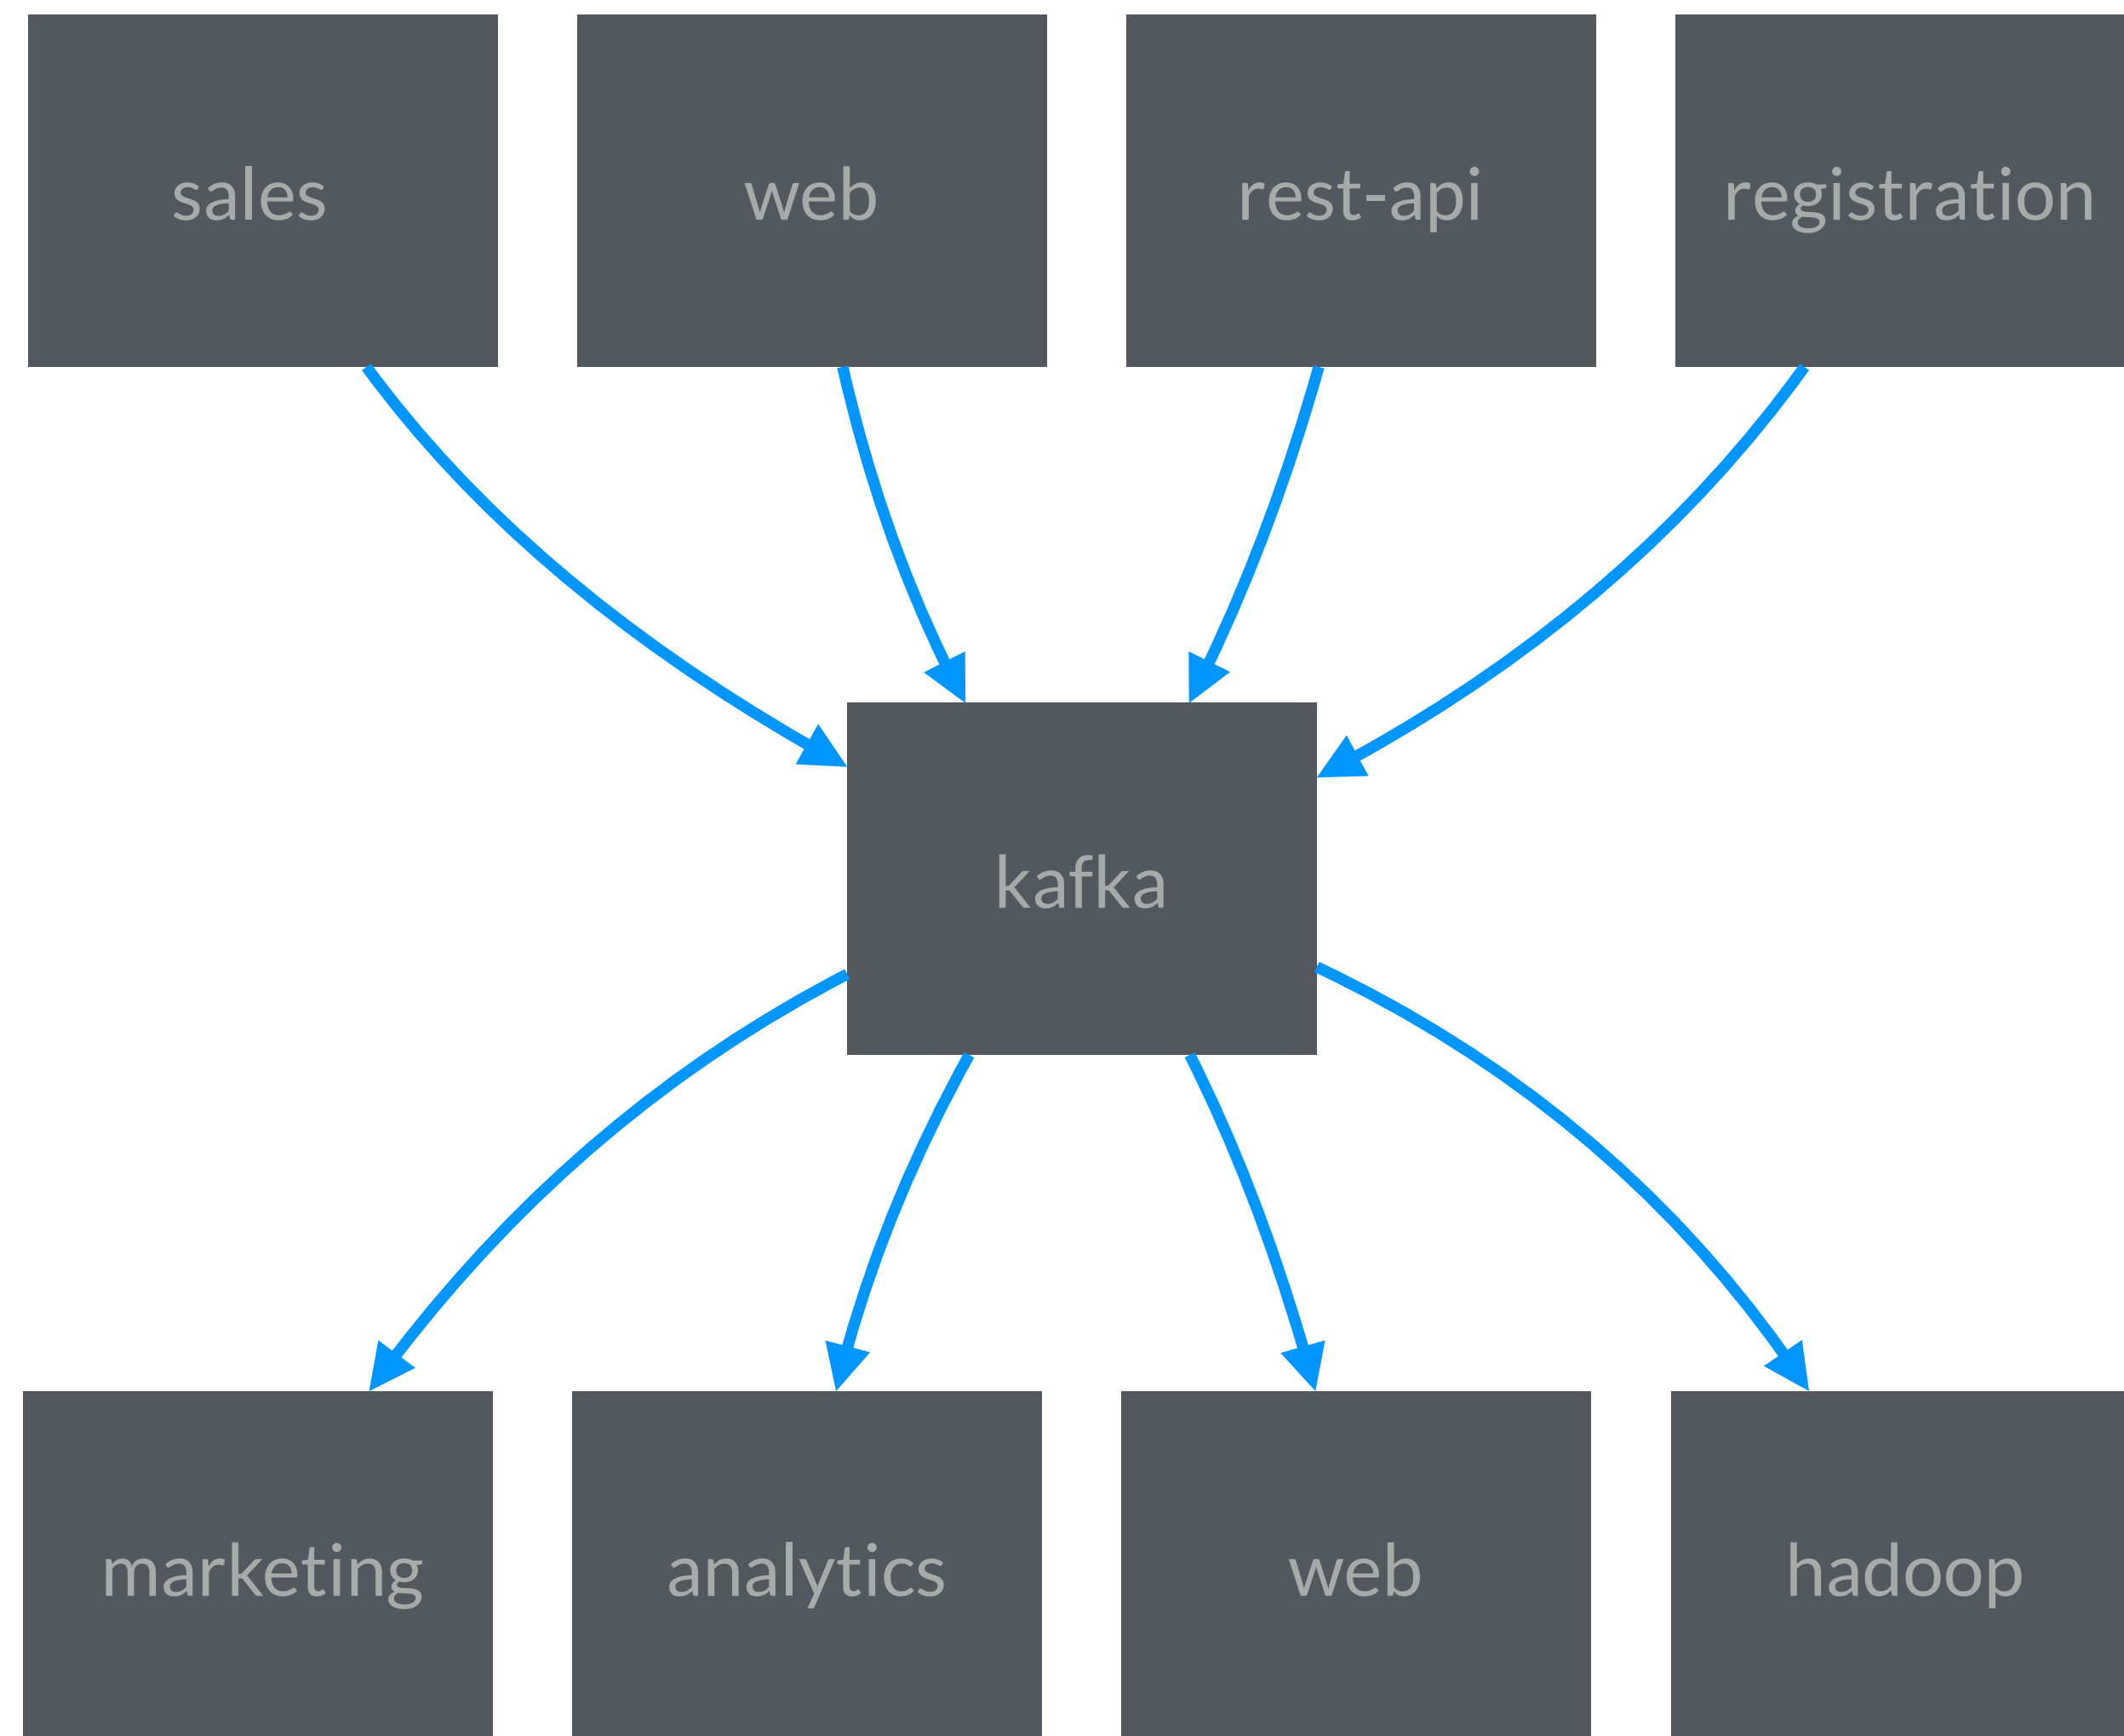 sales
web
rest-api
registration
kafka
marketing
analytics
web
hadoop